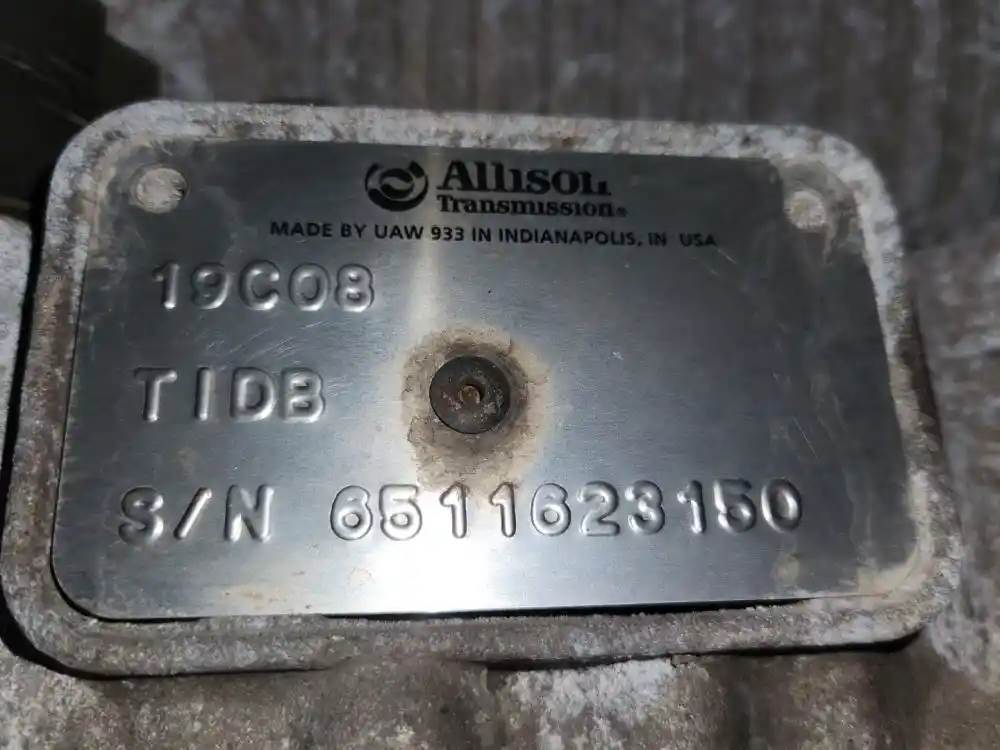 Allison
Transmission®
MADE BY UAW 933 IN INDIANAPOLIS, IN USA
19C08
TIDB
S/N 6511623150